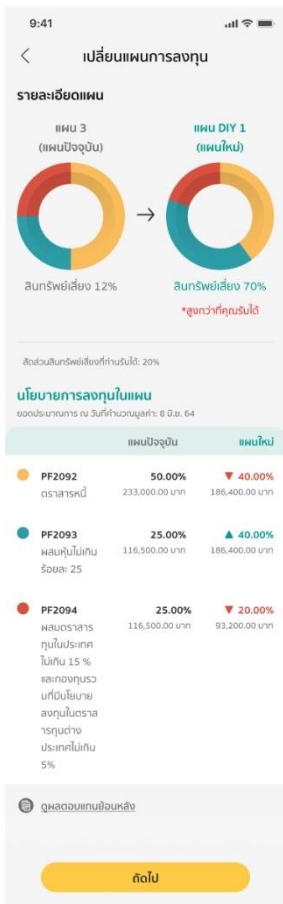 9:41
เปลี่ยนแผนการลงทุน
รายละเอียดแผน
แผน 3
(แผนปัจจุบัน)
แผน DIY 1
(แผนใหม่)
สินทรัพย์เสี่ยง 12%
สินทรัพย์เสี่ยง 70%
*สูงกว่าที่คุณรับได้
สัดส่วนสินทรัพย์เสี่ยงที่ท่านรับได้: 20%
นโยบายการลงทุนในแผน
ยอดประมาณการ ณ วันที่คำนวณมูลค่า: 8 มิ.ย. 64
แผนปัจจุบัน แผนใหม่
PF2092 50.00% ▼ 40.00%
ตราสารหนี้ 233,000.00 บาท 186,400.00 บาท
PF2093 25.00% ▲ 40.00%
ผสมหุ้นไม่เกิน 116,500.00 บาท 186,400.00 บาท
ร้อยละ 25
PF2094 25.00% ▼ 20.00%
ผสมตราสาร 116,500.00 บาท 93,200.00 บาท
ทุนในประเทศ
ไม่เกิน 15 %
และกองทุนรว
มที่มีนโยบาย
ลงทุนในตราส
ารทุนต่าง
ประเทศไม่เกิน
5%
ดูผลตอบแทนย้อนหลัง
ถัดไป